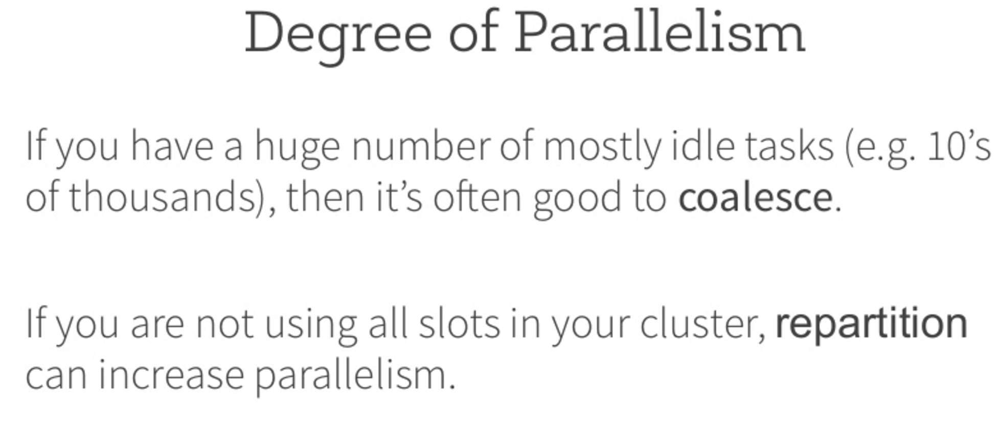 Degree of Parallelism
If you have a huge number of mostly idle tasks (e.g. 10’s
of thousands), then it’s often good to coalesce.
If you are not using all slots in your cluster, repartition
can increase parallelism.